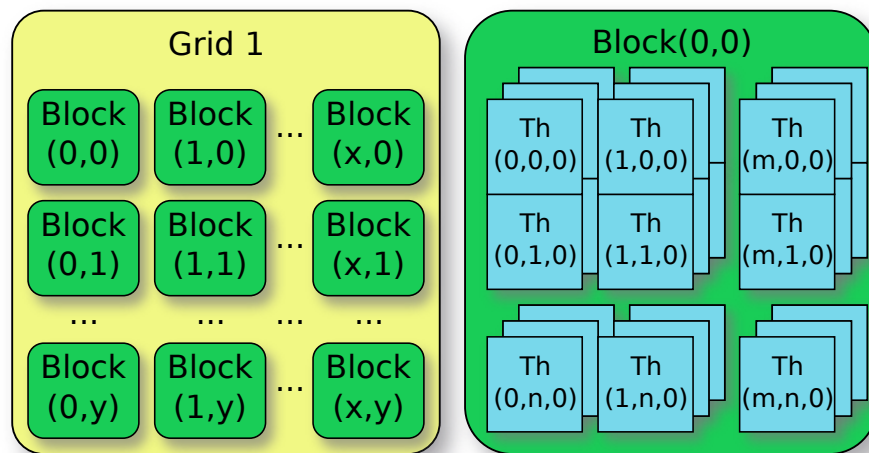 Grid 1
Block
(0,0)
Block
(1,0)
...
Block
(x,0)
Block
(0,1)
Block
(1,1)
...
Block
(x,1)
...
...
...
...
Block
(0,y)
Block
(1,y)
...
Block
(x,y)
Block(0,0)
Th
(0,0,0)
Th
(1,0,0)
Th
(m,0,0)
Th
(0,1,0)
Th
(1,1,0)
Th
(m,1,0)
Th
(0,n,0)
Th
(1,n,0)
Th
(m,n,0)